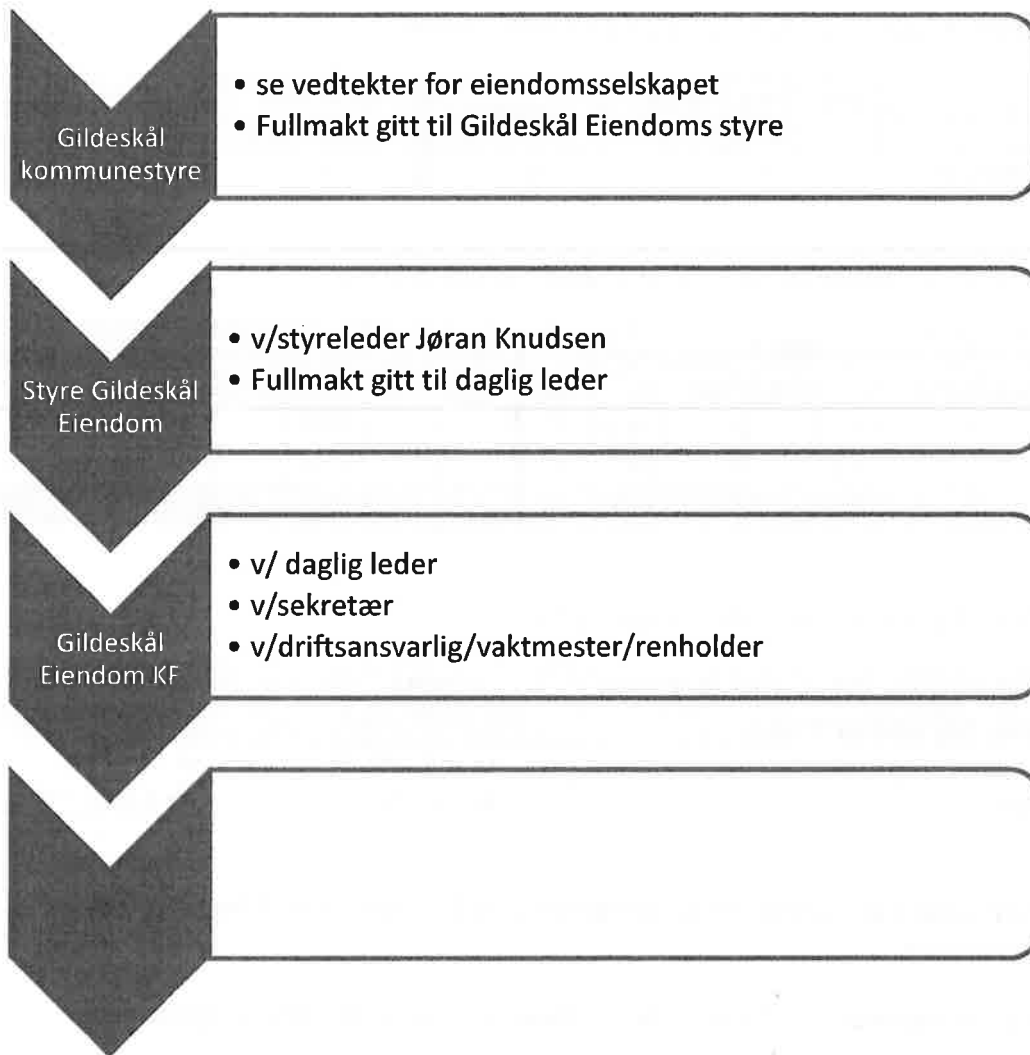 Gildeskål
kommunestyre
• se vedtekter for eiendomsselskapet
• Fullmakt gitt til Gildeskål Eiendoms styre
Styre Gildeskål
Eiendom
• v/styreleder Jøran Knudsen
• Fullmakt gitt til daglig leder
Gildeskål
Eiendom KF
• v/ daglig leder
• v/sekretær
• v/driftsansvarlig/vaktmester/renholder